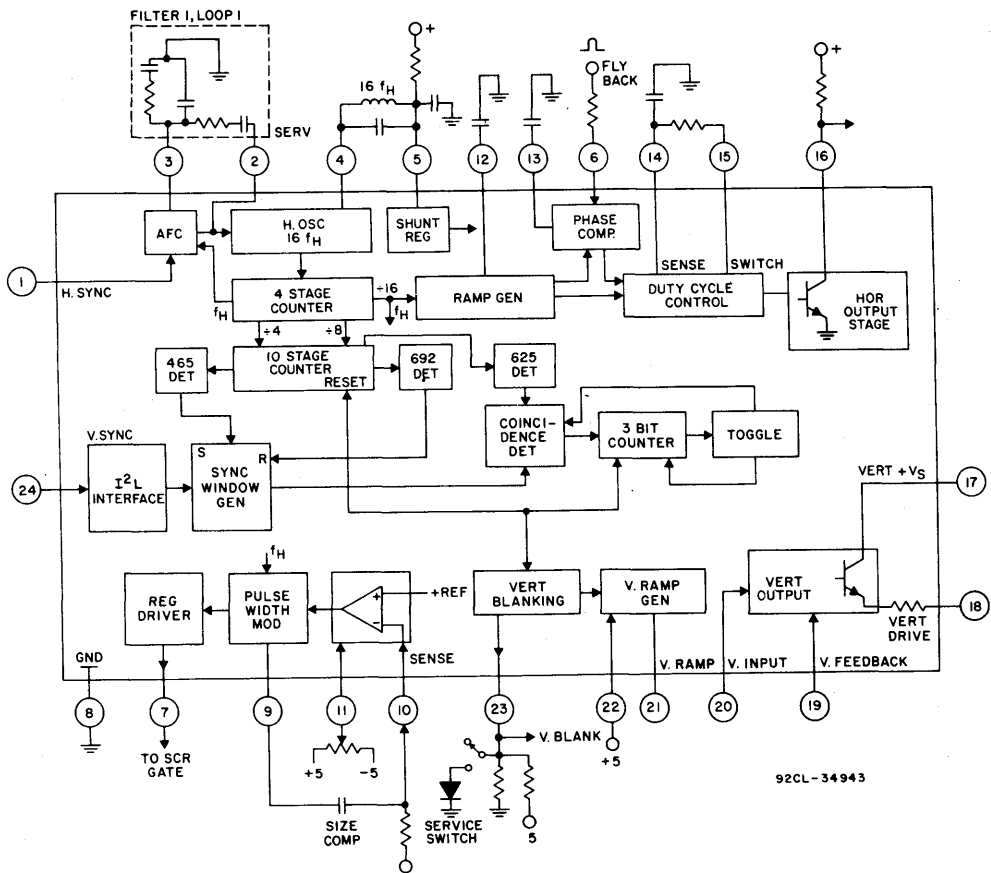 FILTER 1, LOOP 1
SERV
+
16 fH
FLY
BACK
+
3
2
4
5
12
13
6
14
15
16
AFC
H. OSC
16 fH
SHUNT
REG
PHASE
COMP.
SENSE
SWITCH
1
H. SYNC
fH
4 STAGE
COUNTER
÷16
fH
RAMP GEN
DUTY CYCLE
CONTROL
HOR
OUTPUT
STAGE
÷4
÷8
465
DET
10 STAGE
COUNTER
RESET
692
DET
625
DET
COINCI-
DENCE
DET
3 BIT
COUNTER
TOGGLE
V. SYNC
24
I2L
INTERFACE
S
R
SYNC
WINDOW
GEN
VERT +VS
17
fH
REG
DRIVER
PULSE
WIDTH
MOD
+
-
+REF
SENSE
VERT
BLANKING
V. RAMP
GEN
VERT
OUTPUT
18
VERT
DRIVE
GND
V. RAMP
V. INPUT
V. FEEDBACK
8
7
9
11
10
23
22
21
20
19
TO SCR
GATE
+5
-5
V. BLANK
+5
SIZE
COMP
SERVICE
SWITCH
5
92CL-34943